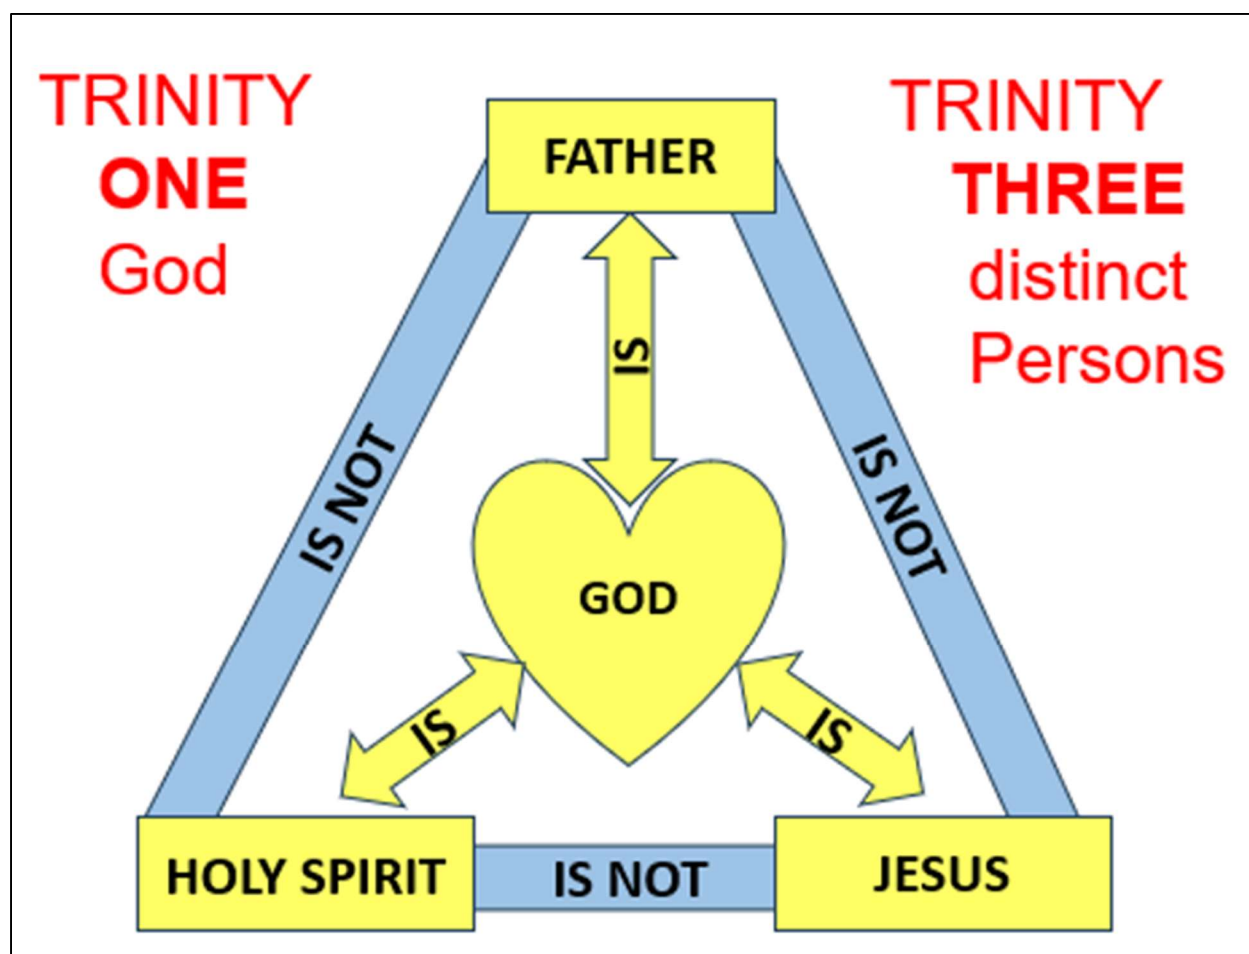 TRINITY
ONE
God
TRINITY
THREE
distinct
Persons
FATHER
IS
IS NOT
IS NOT
GOD
IS
IS
HOLY SPIRIT
IS NOT
JESUS